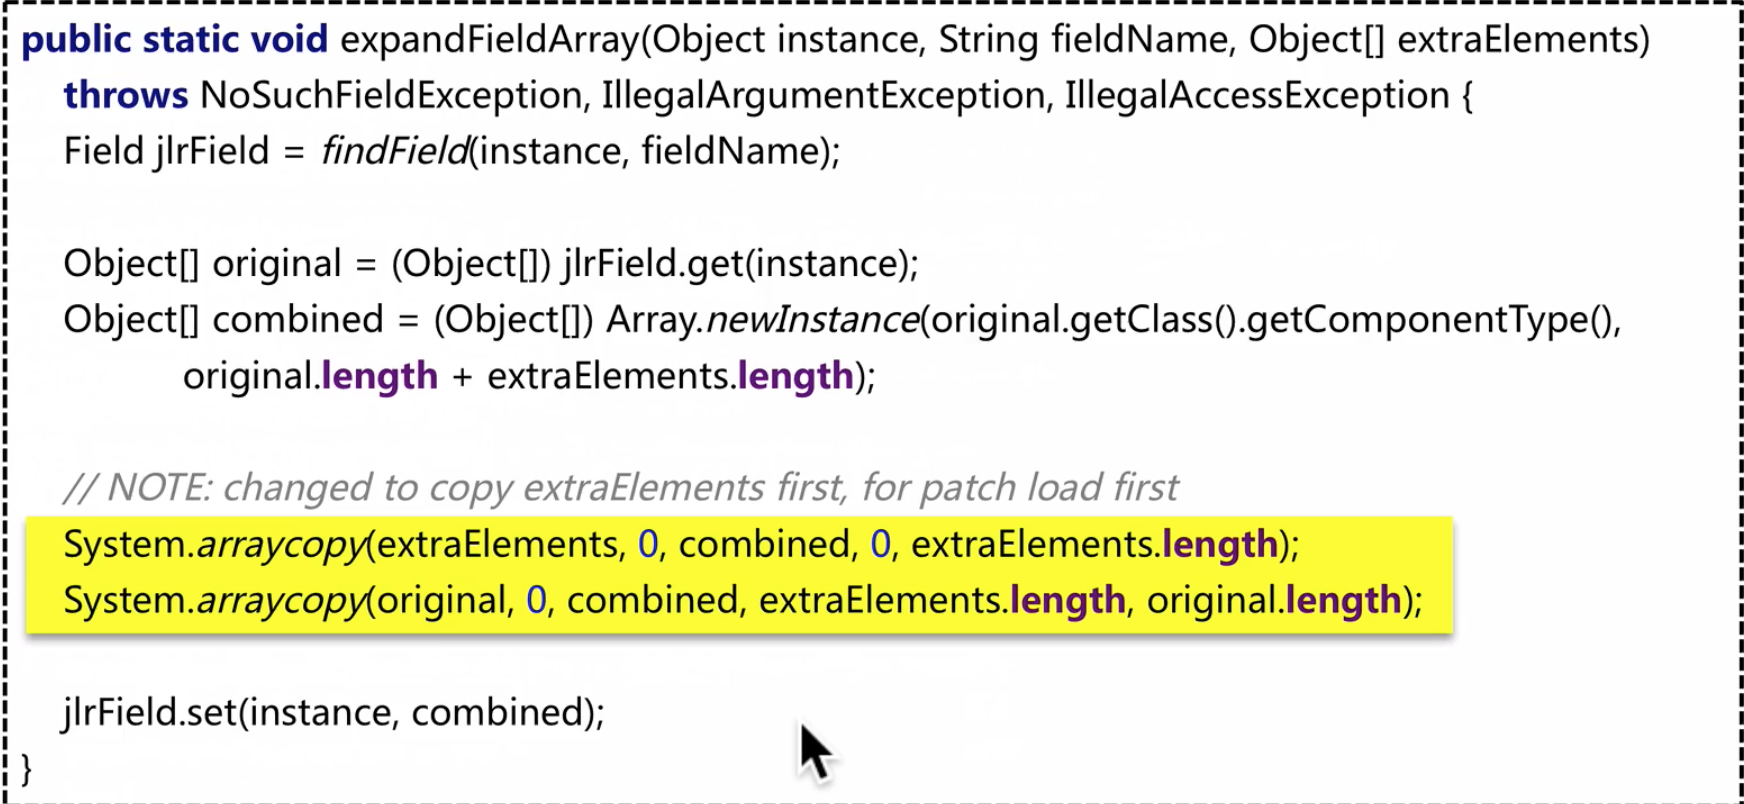 public static void expandFieldArray(Object instance, String fieldName, Object[] extraElements)
throws NoSuchFieldException, IllegalArgumentException, IllegalAccessException {
Field jlrField = findField(instance, fieldName);
Object[] original = (Object[]) jlrField.get(instance);
Object[] combined = (Object[]) Array.newInstance(original.getClass().getComponentType(),
original.length + extraElements.length);
// NOTE: changed to copy extraElements first, for patch load first
System.arraycopy(extraElements, 0, combined, 0, extraElements.length);
System.arraycopy(original, 0, combined, extraElements.length, original.length);
jlrField.set(instance, combined);
}